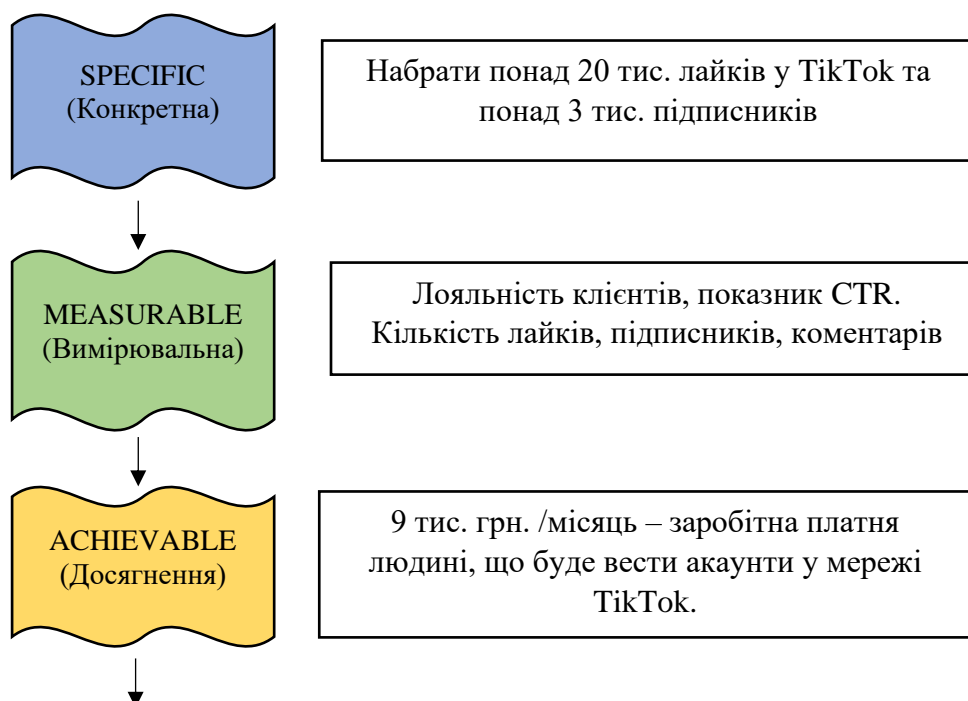 SPECIFIC
(Конкретна)
Набрати понад 20 тис. лайків у TikTok та
понад 3 тис. підписників
MEASURABLE
(Вимірювальна)
Лояльність клієнтів, показник CTR.
Кількість лайків, підписників, коментарів
ACHIEVABLE
(Досягнення)
9 тис. грн. /місяць – заробітна платня
людині, що буде вести акаунти у мережі
TikTok.